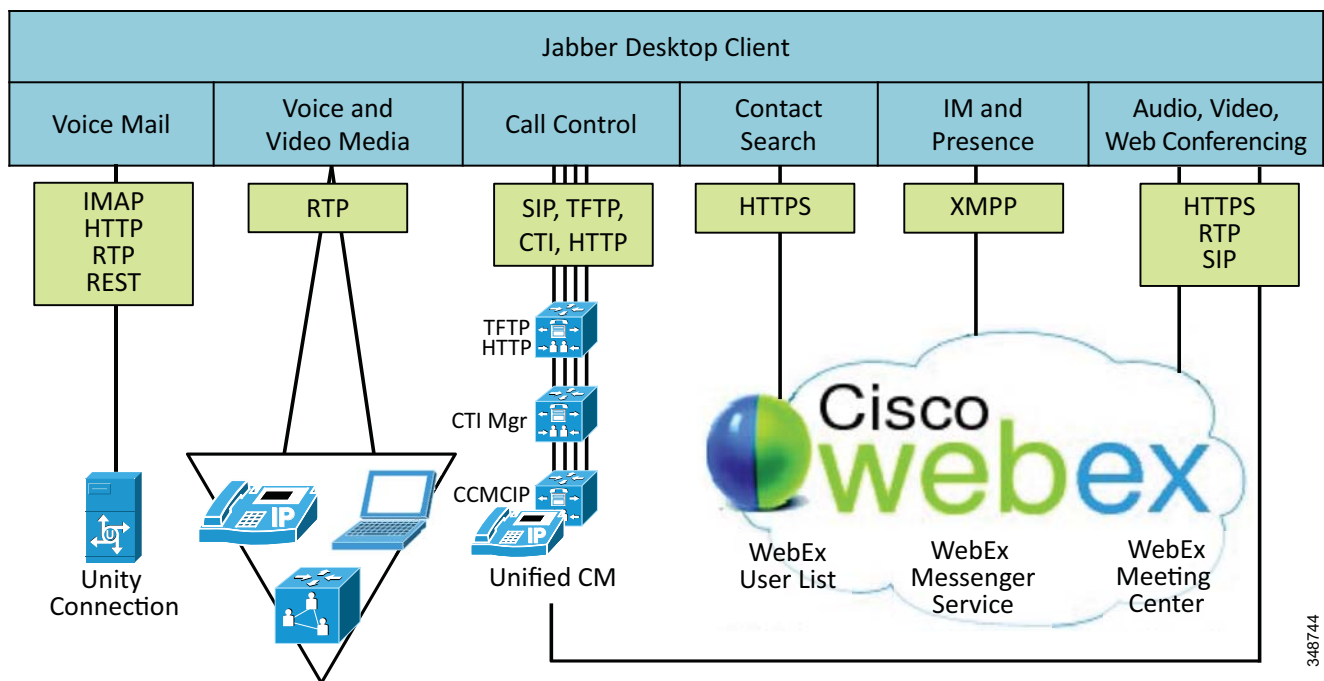 Jabber Desktop Client
Voice Mail
Voice and
Video Media
Call Control
Contact
Search
IM and
Presence
Audio, Video,
Web Conferencing
IMAP
HTTP
RTP
REST
RTP
SIP, TFTP,
CTI, HTTP
HTTPS
XMPP
HTTPS
RTP
SIP
TFTP
HTTP
CTI Mgr
CCMCIP
IP
IP
Cisco
webex
Unity
Connection
Unified CM
WebEx
User List
WebEx
Messenger
Service
WebEx
Meeting
Center
348744